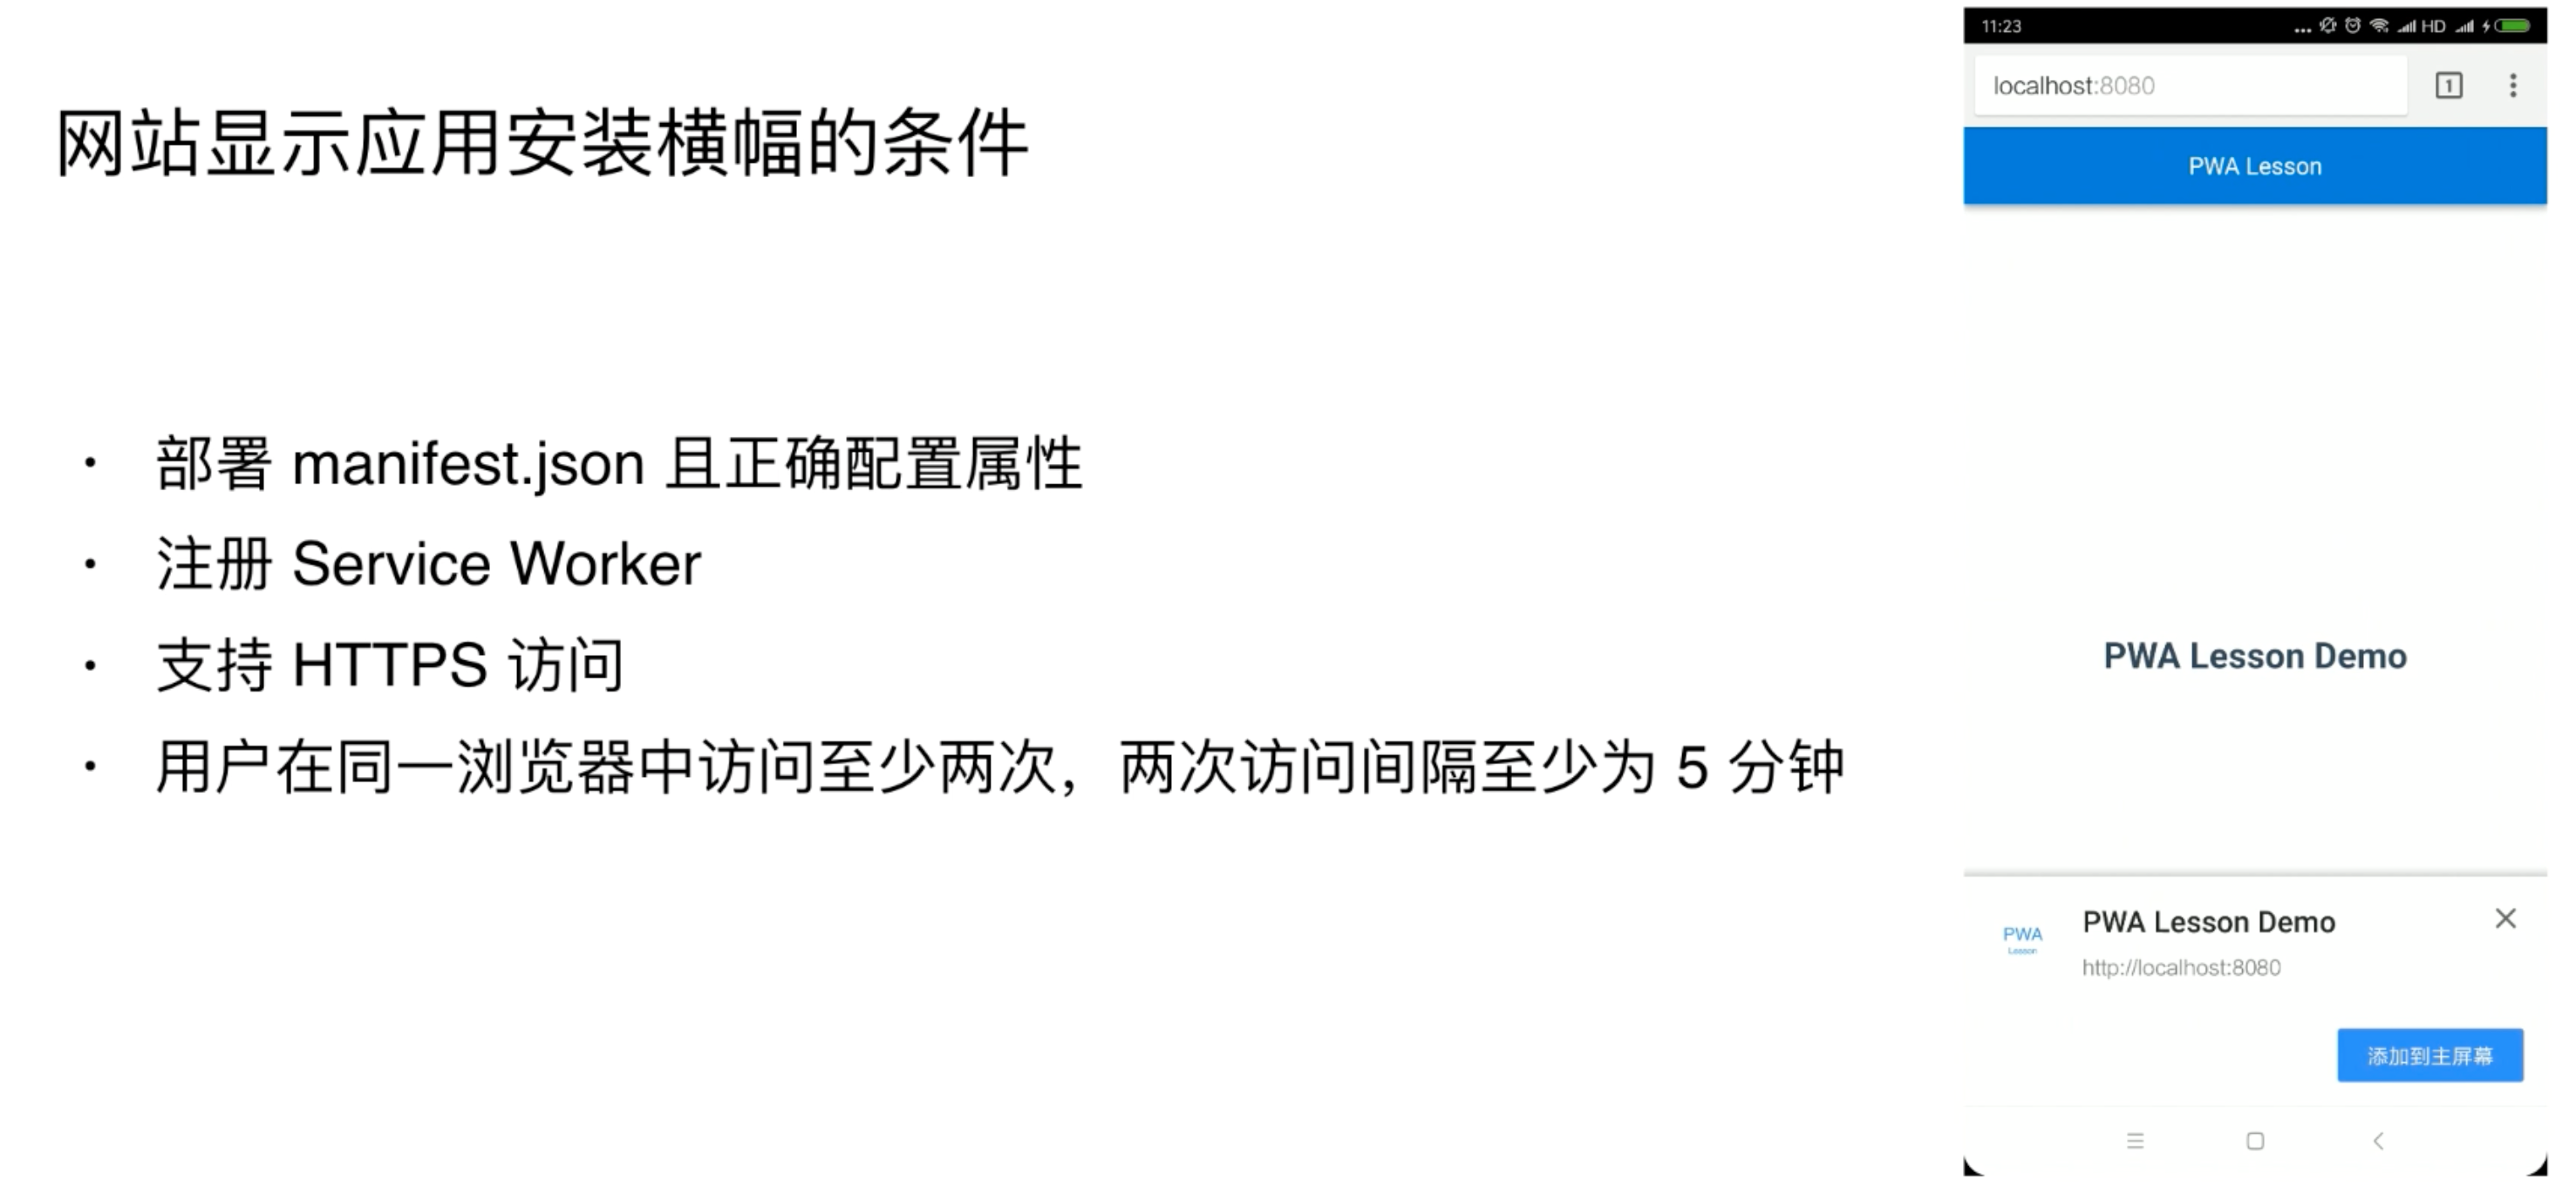 网站显示应用安装横幅的条件
• 部署 manifest.json 且正确配置属性
• 注册 Service Worker
• 支持 HTTPS 访问
• 用户在同一浏览器中访问至少两次，两次访问间隔至少为 5 分钟
11:23
... HD
localhost:8080
1
PWA Lesson
PWA Lesson Demo
PWA
Lesson
PWA Lesson Demo
http://localhost:8080
添加到主屏幕